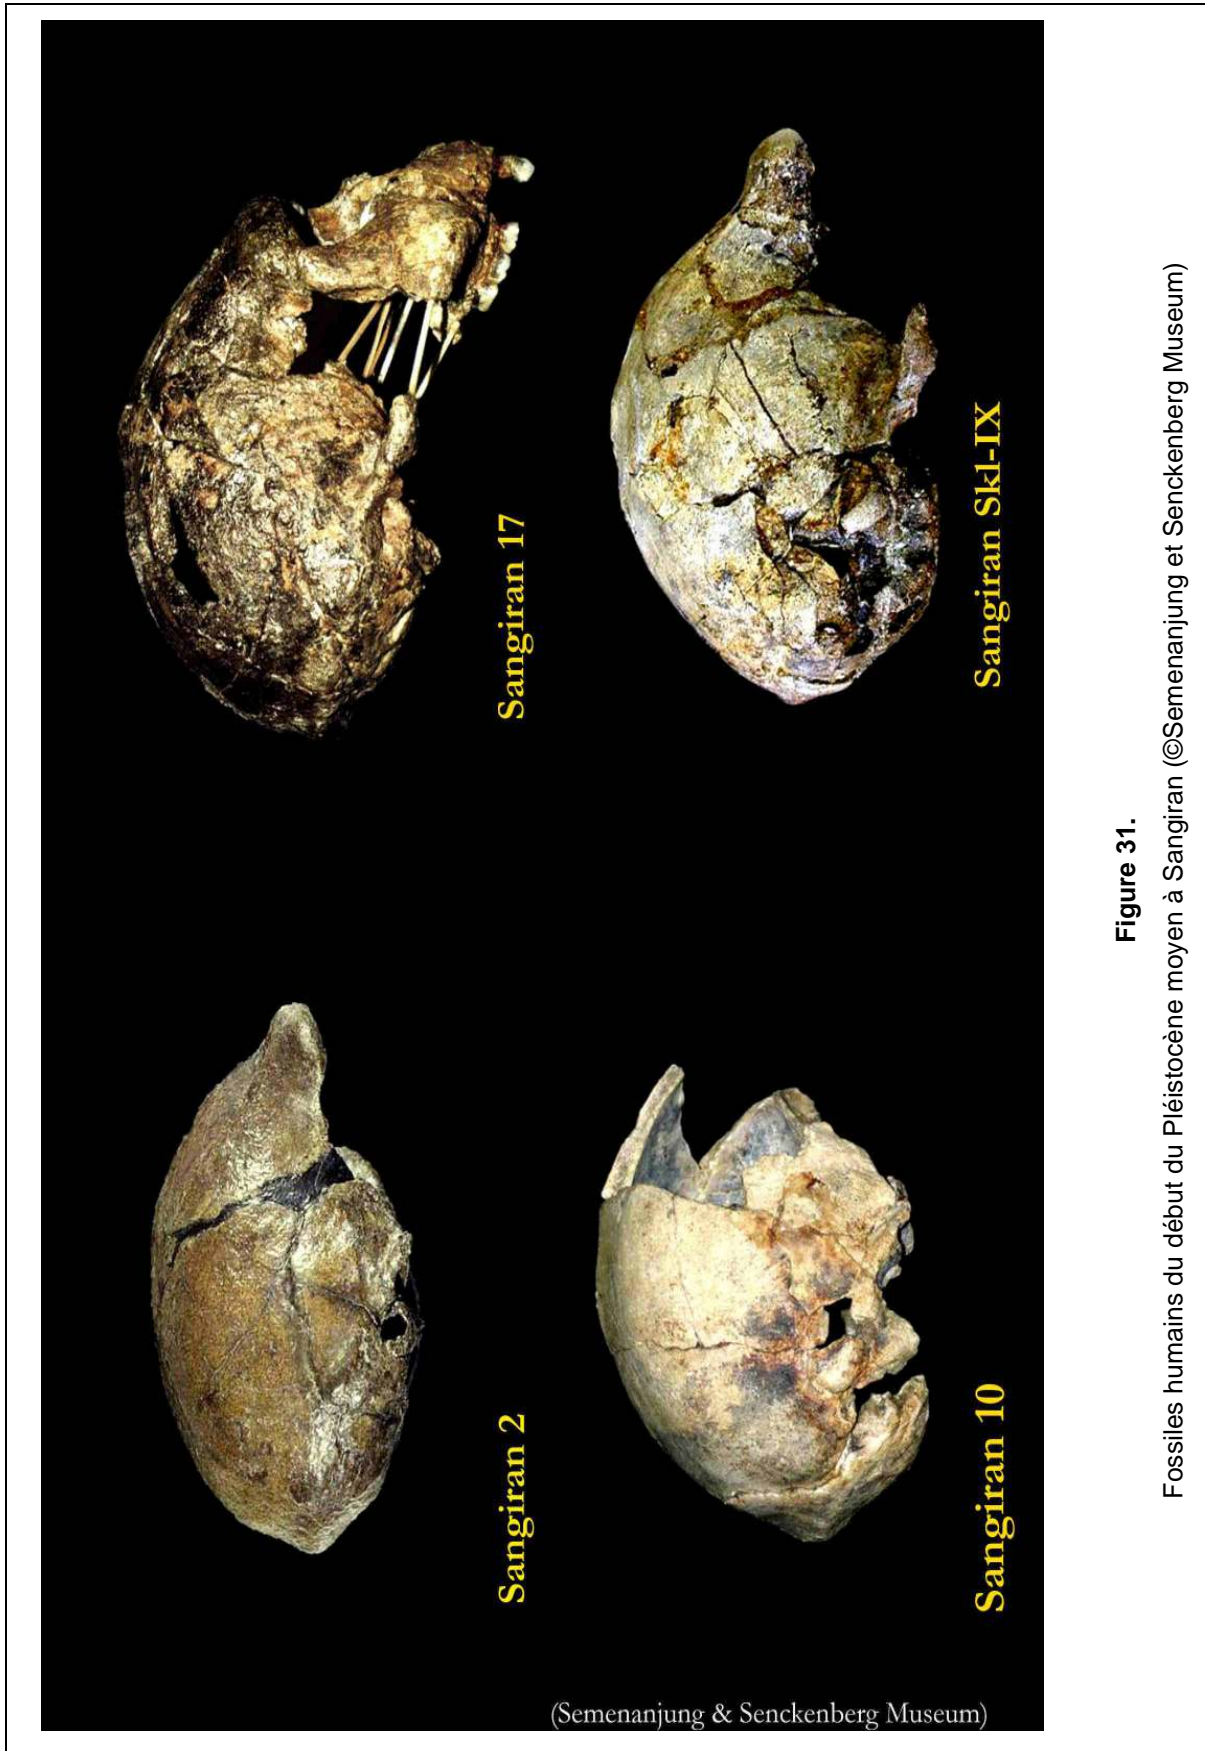 Sangiran 2
Sangiran 17
Sangiran 10
Sangiran Skl-IX
(Semenanjung & Senckenberg Museum)
Figure 31.
Fossiles humains du début du Pléistocène moyen à Sangiran (©Semenanjung et Senckenberg Museum)